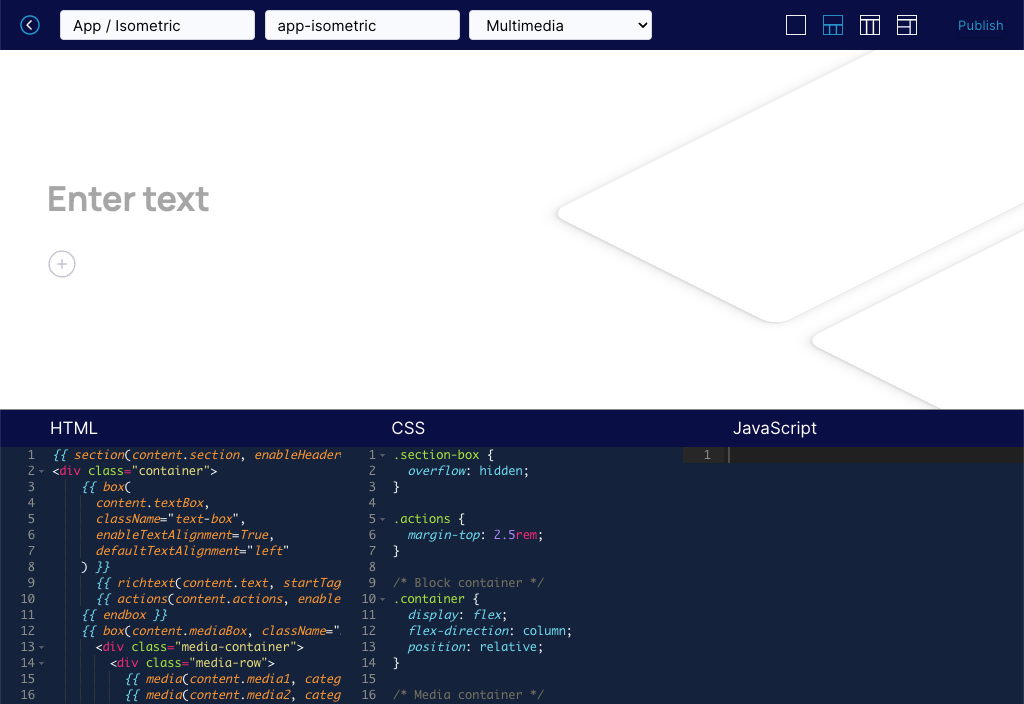 App / Isometric
app-isometric
Multimedia
Publish
Enter text
HTML
CSS
JavaScript
1 {{ section(content.section, enableHeader
2 <div class="container">
3 {{ box(
4 content.textBox,
5 className="text-box",
6 enableTextAlignment=True,
7 defaultTextAlignment="left"
8 ) }}
9 {{ richtext(content.text, startTag
10 {{ actions(content.actions, enable
11 {{ endbox }}
12 {{ box(content.mediaBox, className="
13 <div class="media-container">
14 <div class="media-row">
15 {{ media(content.media1, categ
16 {{ media(content.media2, categ
1 .section-box {
2 overflow: hidden;
3 }
4
5 .actions {
6 margin-top: 2.5rem;
7 }
8
9 /* Block container */
10 .container {
11 display: flex;
12 flex-direction: column;
13 position: relative;
14 }
15
16 /* Media container */
1